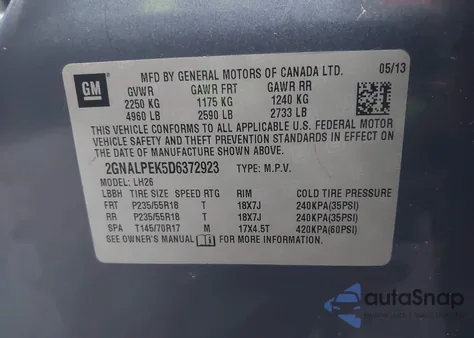 GM
MFD BY GENERAL MOTORS OF CANADA LTD. 05/13
GVWR GAWR FRT GAWR RR
2250 KG 1175 KG 1240 KG
4960 LB 2590 LB 2733 LB
THIS VEHICLE CONFORMS TO ALL APPLICABLE U.S. FEDERAL MOTOR
VEHICLE SAFETY AND THEFT PREVENTION STANDARDS IN EFFECT ON
THE DATE OF MANUFACTURE SHOWN ABOVE.
2GNALPEK5D6372923 TYPE: M.P.V.
MODEL: LH26
LBBH TIRE SIZE SPEED RTG RIM COLD TIRE PRESSURE
FRT P235/55R18 T 18X7J 240KPA(35PSI)
RR P235/55R18 T 18X7J 240KPA(35PSI)
SPA T145/70R17 M 17X4.5T 420KPA(60PSI)
SEE OWNER'S MANUAL FOR MORE INFORMATION
autoSnap
POWERED BY